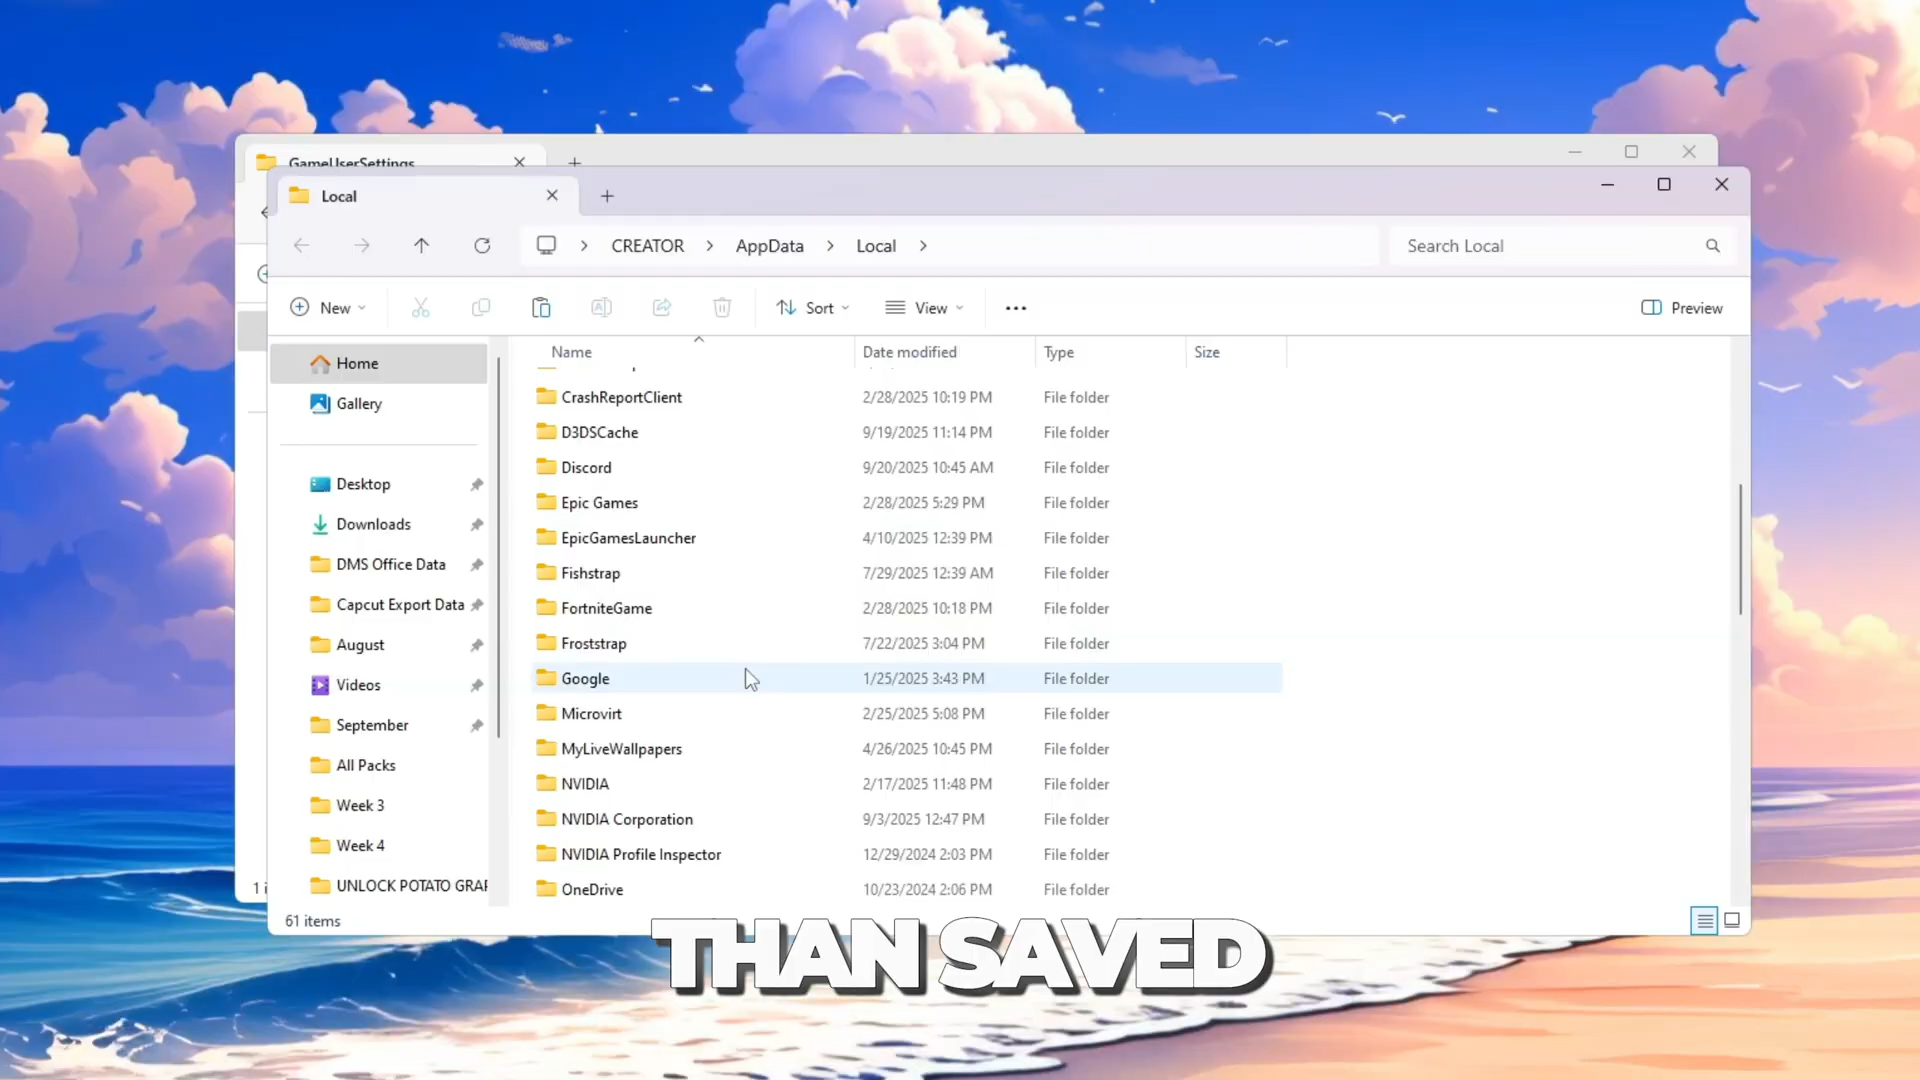 GameUserSettings
Local
CREATOR
AppData
Local
Search Local
New
Sort
View
Preview
Home
Gallery
Desktop
Downloads
DMS Office Data
Capcut Export Data
August
Videos
September
All Packs
Week 3
Week 4
UNLOCK POTATO GRAF
Name Date modified Type Size
CrashReportClient 2/28/2025 10:19 PM File folder
D3DSCache 9/19/2025 11:14 PM File folder
Discord 9/20/2025 10:45 AM File folder
Epic Games 2/28/2025 5:29 PM File folder
EpicGamesLauncher 4/10/2025 12:39 PM File folder
Fishstrap 7/29/2025 12:39 AM File folder
FortniteGame 2/28/2025 10:18 PM File folder
Froststrap 7/22/2025 3:04 PM File folder
Google 1/25/2025 3:43 PM File folder
Microvirt 2/25/2025 5:08 PM File folder
MyLiveWallpapers 4/26/2025 10:45 PM File folder
NVIDIA 2/17/2025 11:48 PM File folder
NVIDIA Corporation 9/3/2025 12:47 PM File folder
NVIDIA Profile Inspector 12/29/2024 2:03 PM File folder
OneDrive 10/23/2024 2:06 PM File folder
61 items
THAN SAVED